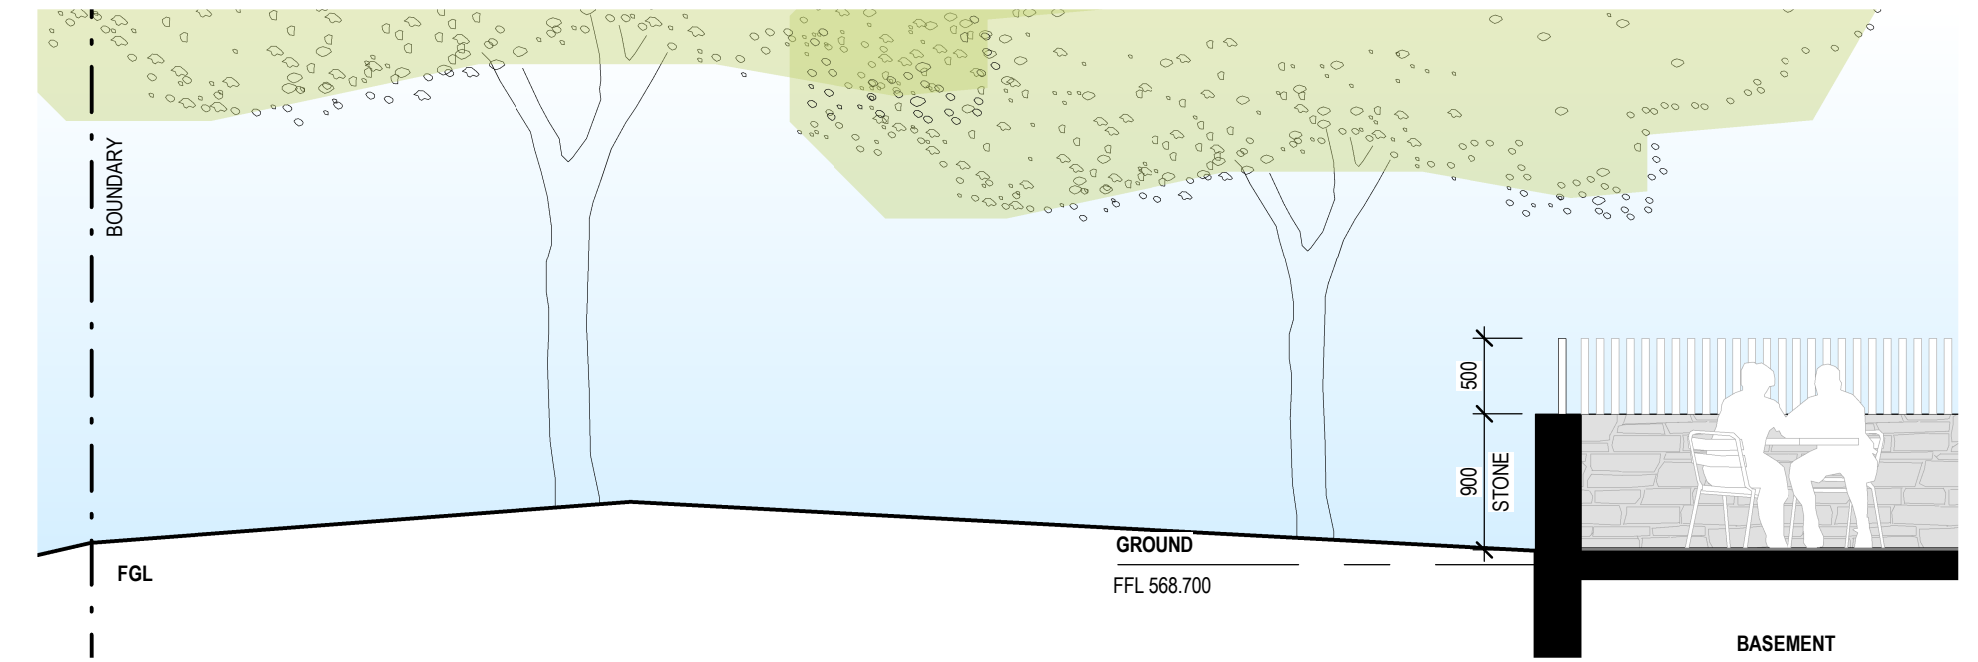 BOUNDARY
500
900
STONE
GROUND
FGL
FFL 568.700
BASEMENT